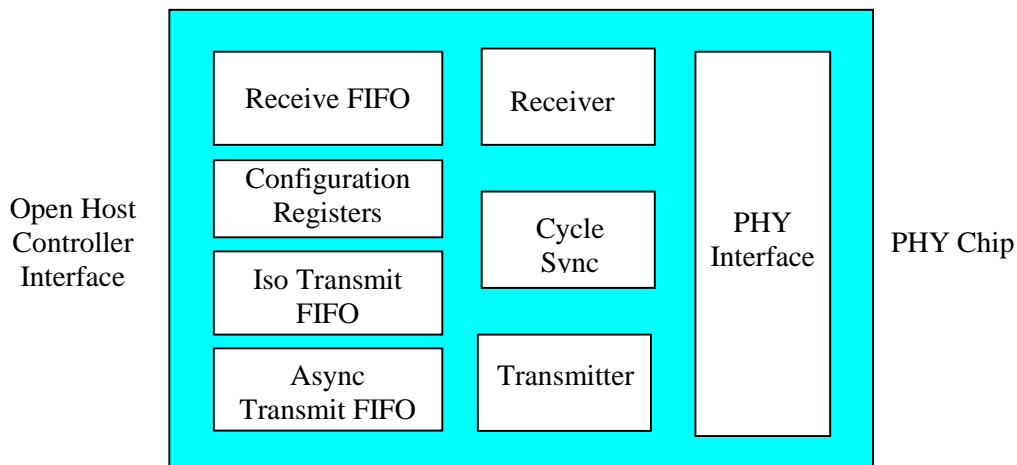 Open Host
Controller
Interface
Receive FIFO
Configuration
Registers
Iso Transmit
FIFO
Async
Transmit FIFO
Receiver
Cycle
Sync
Transmitter
PHY
Interface
PHY Chip